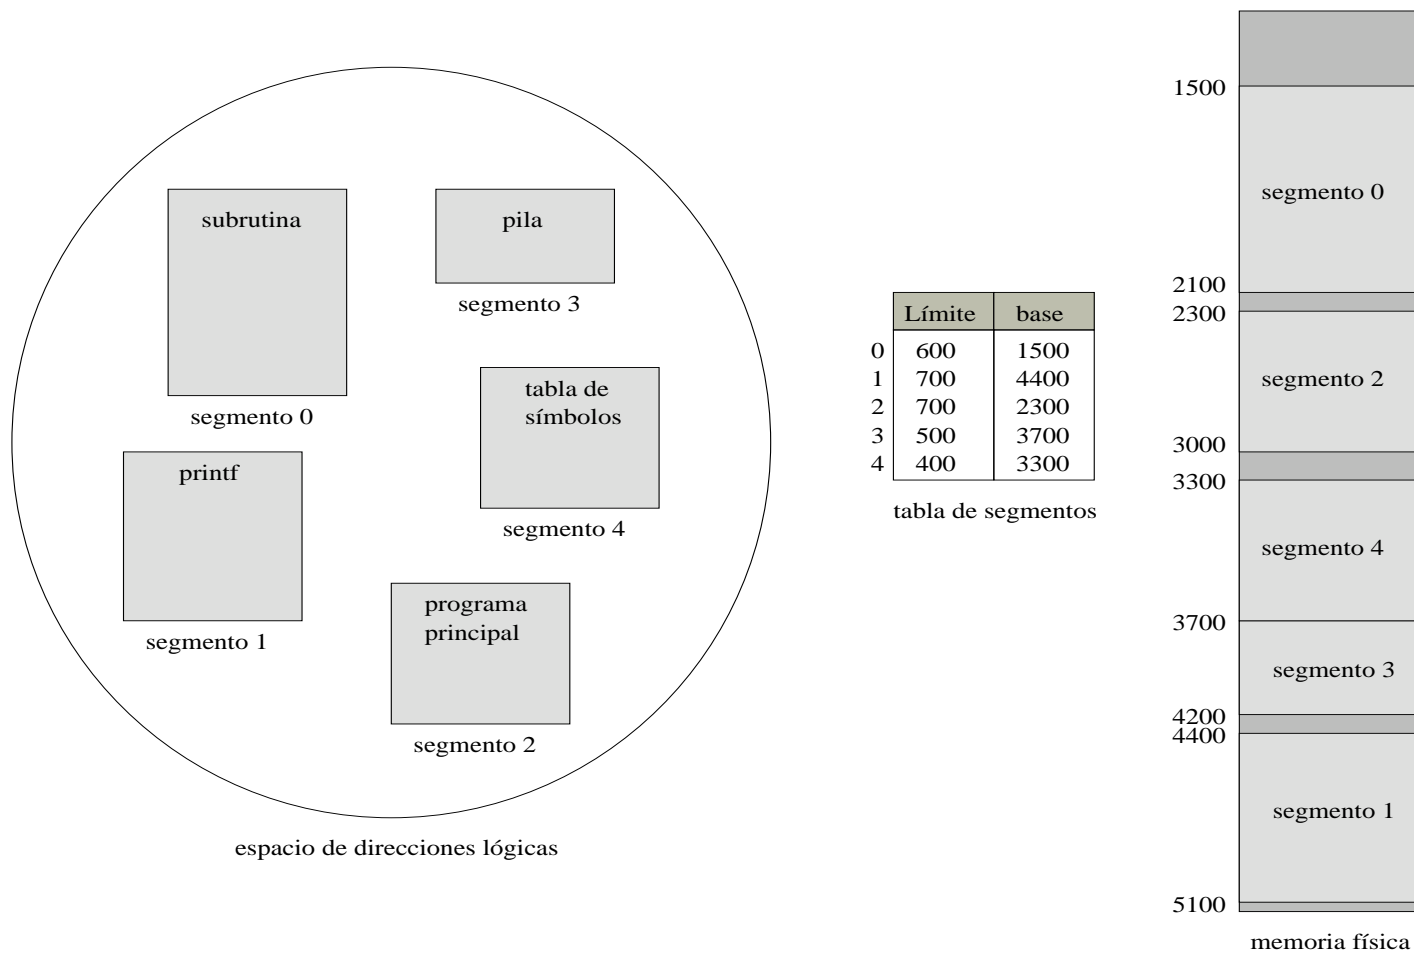 subrutina
segmento 0
pila
segmento 3
tabla de
símbolos
segmento 4
printf
segmento 1
programa
principal
segmento 2
espacio de direcciones lógicas
Límite base
0 600 1500
1 700 4400
2 700 2300
3 500 3700
4 400 3300
tabla de segmentos
1500
segmento 0
2100
2300
segmento 2
3000
3300
segmento 4
3700
segmento 3
4200
4400
segmento 1
5100
memoria física